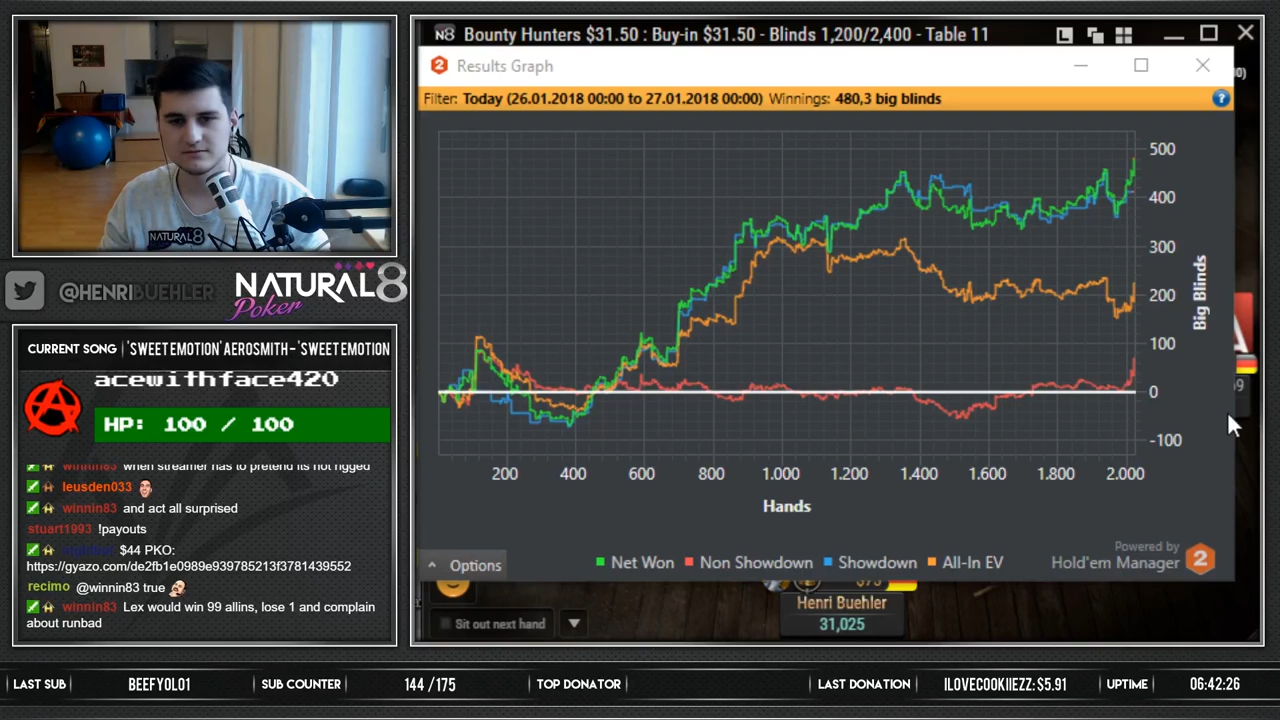 N8 Bounty Hunters $31.50 : Buy-in $31.50 - Blinds 1,200/2,400 - Table 11
2 Results Graph
Filter: Today (26.01.2018 00:00 to 27.01.2018 00:00) Winnings: 480,3 big blinds
500
400
300
200
100
0
-100
Big Blinds
200 400 600 800 1.000 1.200 1.400 1.600 1.800 2.000
Hands
Options
Net Won Non Showdown Showdown All-In EV
Powered by
Hold'em Manager 2
Sit out next hand
Henri Buehler
31,025
NATURAL8
@HENRIBUEHLER
NATURAL8
Poker
CURRENT SONG | 'SWEET EMOTION' AEROSMITH - 'SWEET EMOTION
acewithface420
HP: 100 / 100
winnin83 when streamer has to pretend its not rigged
leusden033
winnin83 and act all surprised
stuart1993 !payouts
$44 PKO:
https://gyazo.com/de2fb1e0989e939785213f3781439552
recimo @winnin83 true
winnin83 Lex would win 99 allins, lose 1 and complain
about runbad
LAST SUB BEEFYOLO1 SUB COUNTER 144 /175 TOP DONATOR LAST DONATION ILOVECOOKIIEZZ: $5.91 UPTIME 06:42:26